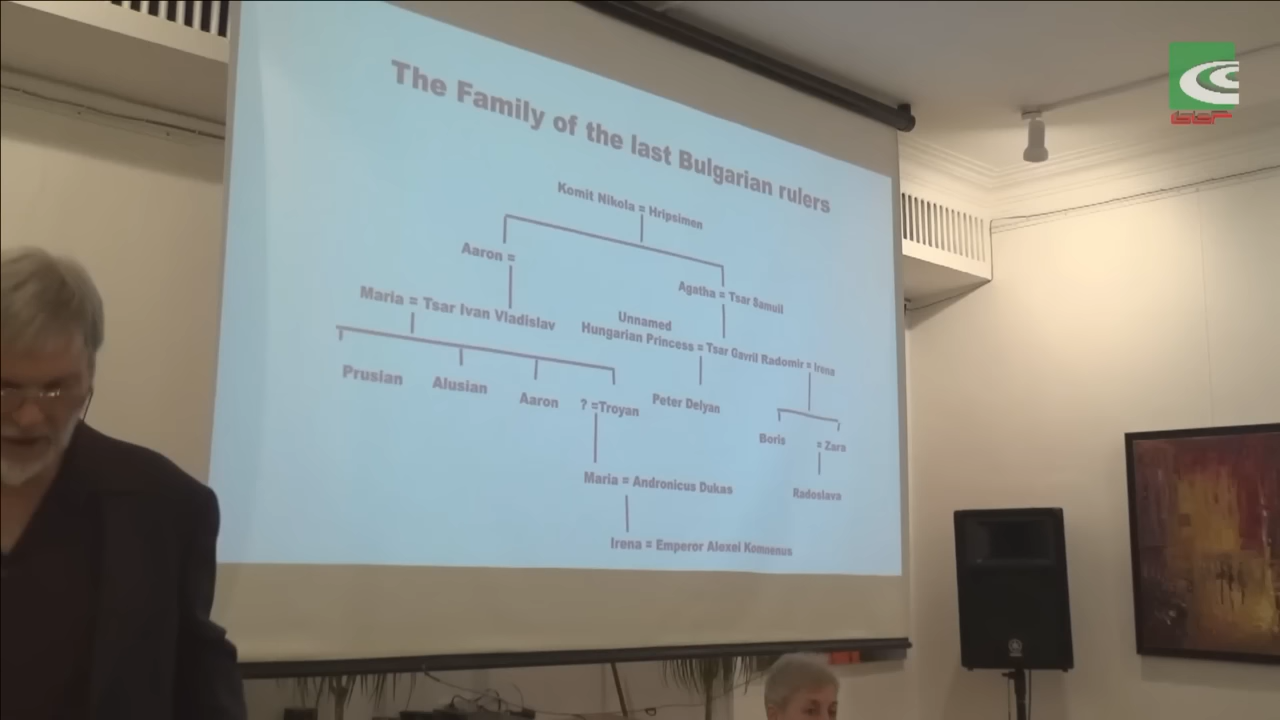 The Family of the last Bulgarian rulers
Komit Nikola = Hripsimen
Aaron =
Agatha = Tsar Samuil
Maria = Tsar Ivan Vladislav
Unnamed
Hungarian Princess = Tsar Gavril Radomir = Irena
Prusian
Alusian
Aaron
? =Troyan
Peter Delyan
Boris
= Zara
Radoslava
Maria = Andronicus Dukas
Irena = Emperor Alexei Komnenus